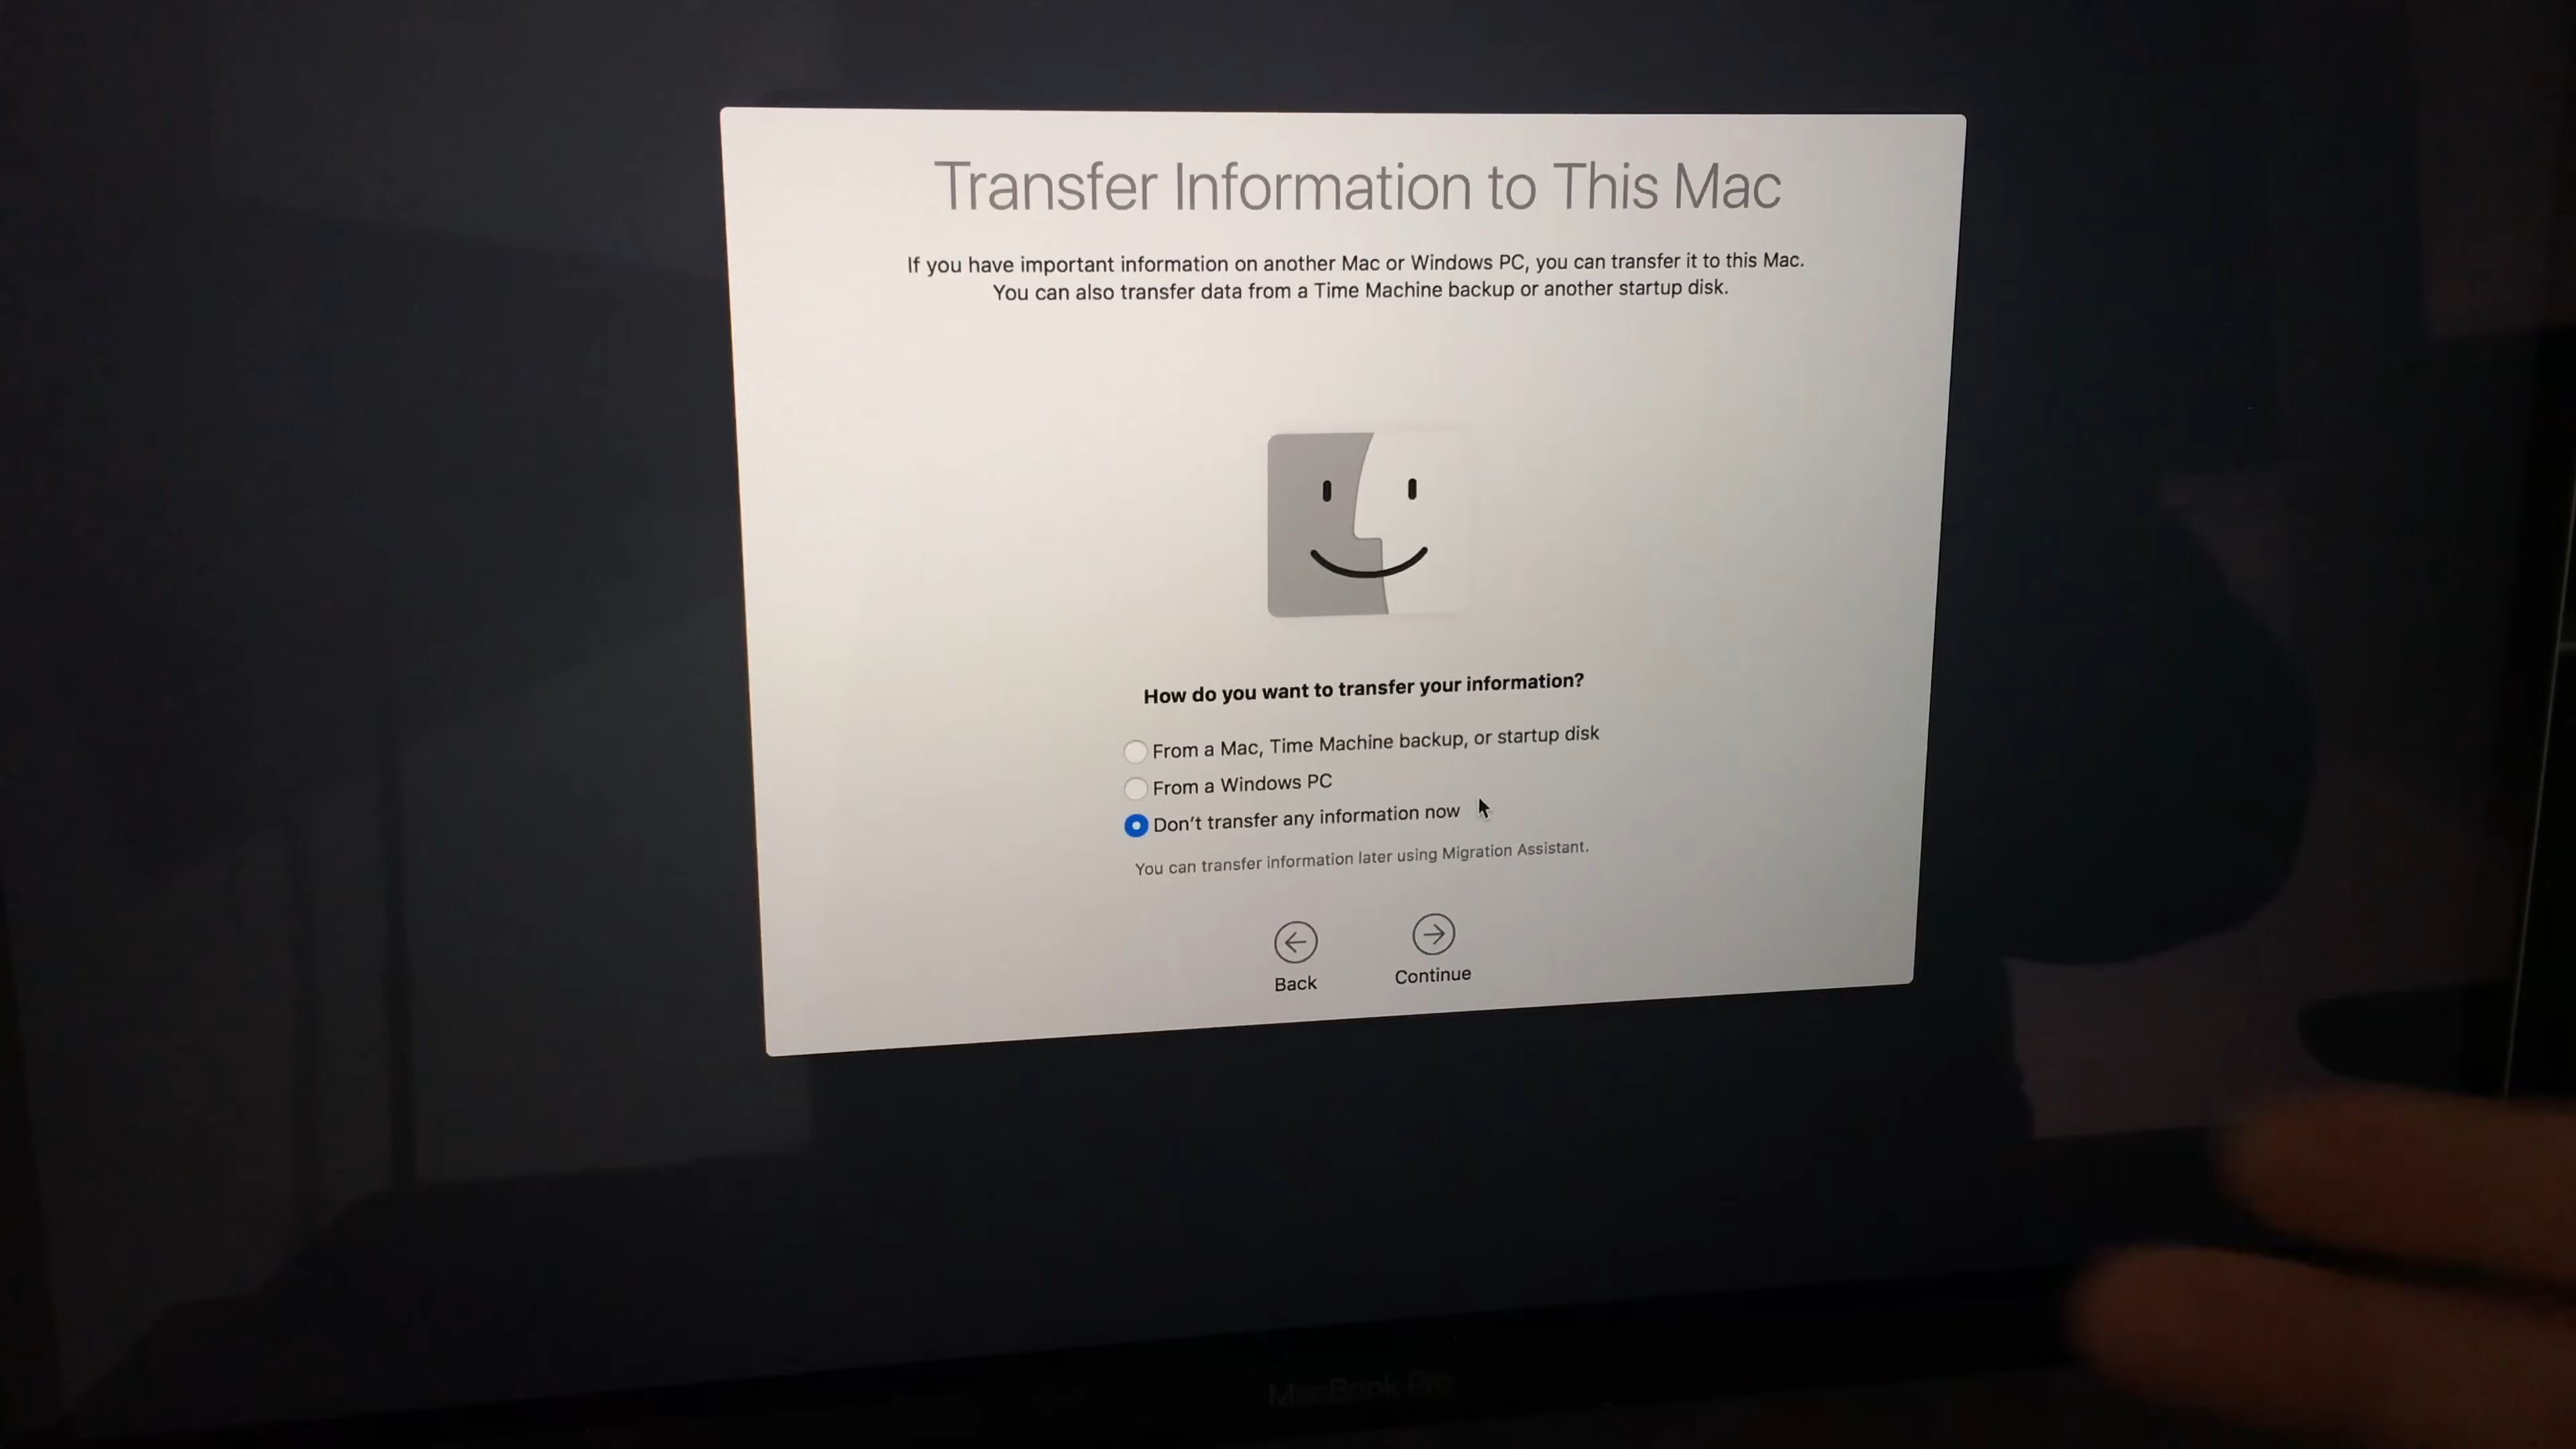 Transfer Information to This Mac
If you have important information on another Mac or Windows PC, you can transfer it to this Mac.
You can also transfer data from a Time Machine backup or another startup disk.
How do you want to transfer your information?
From a Mac, Time Machine backup, or startup disk
From a Windows PC
Don't transfer any information now
You can transfer information later using Migration Assistant.
Back
Continue
MacBook Pro